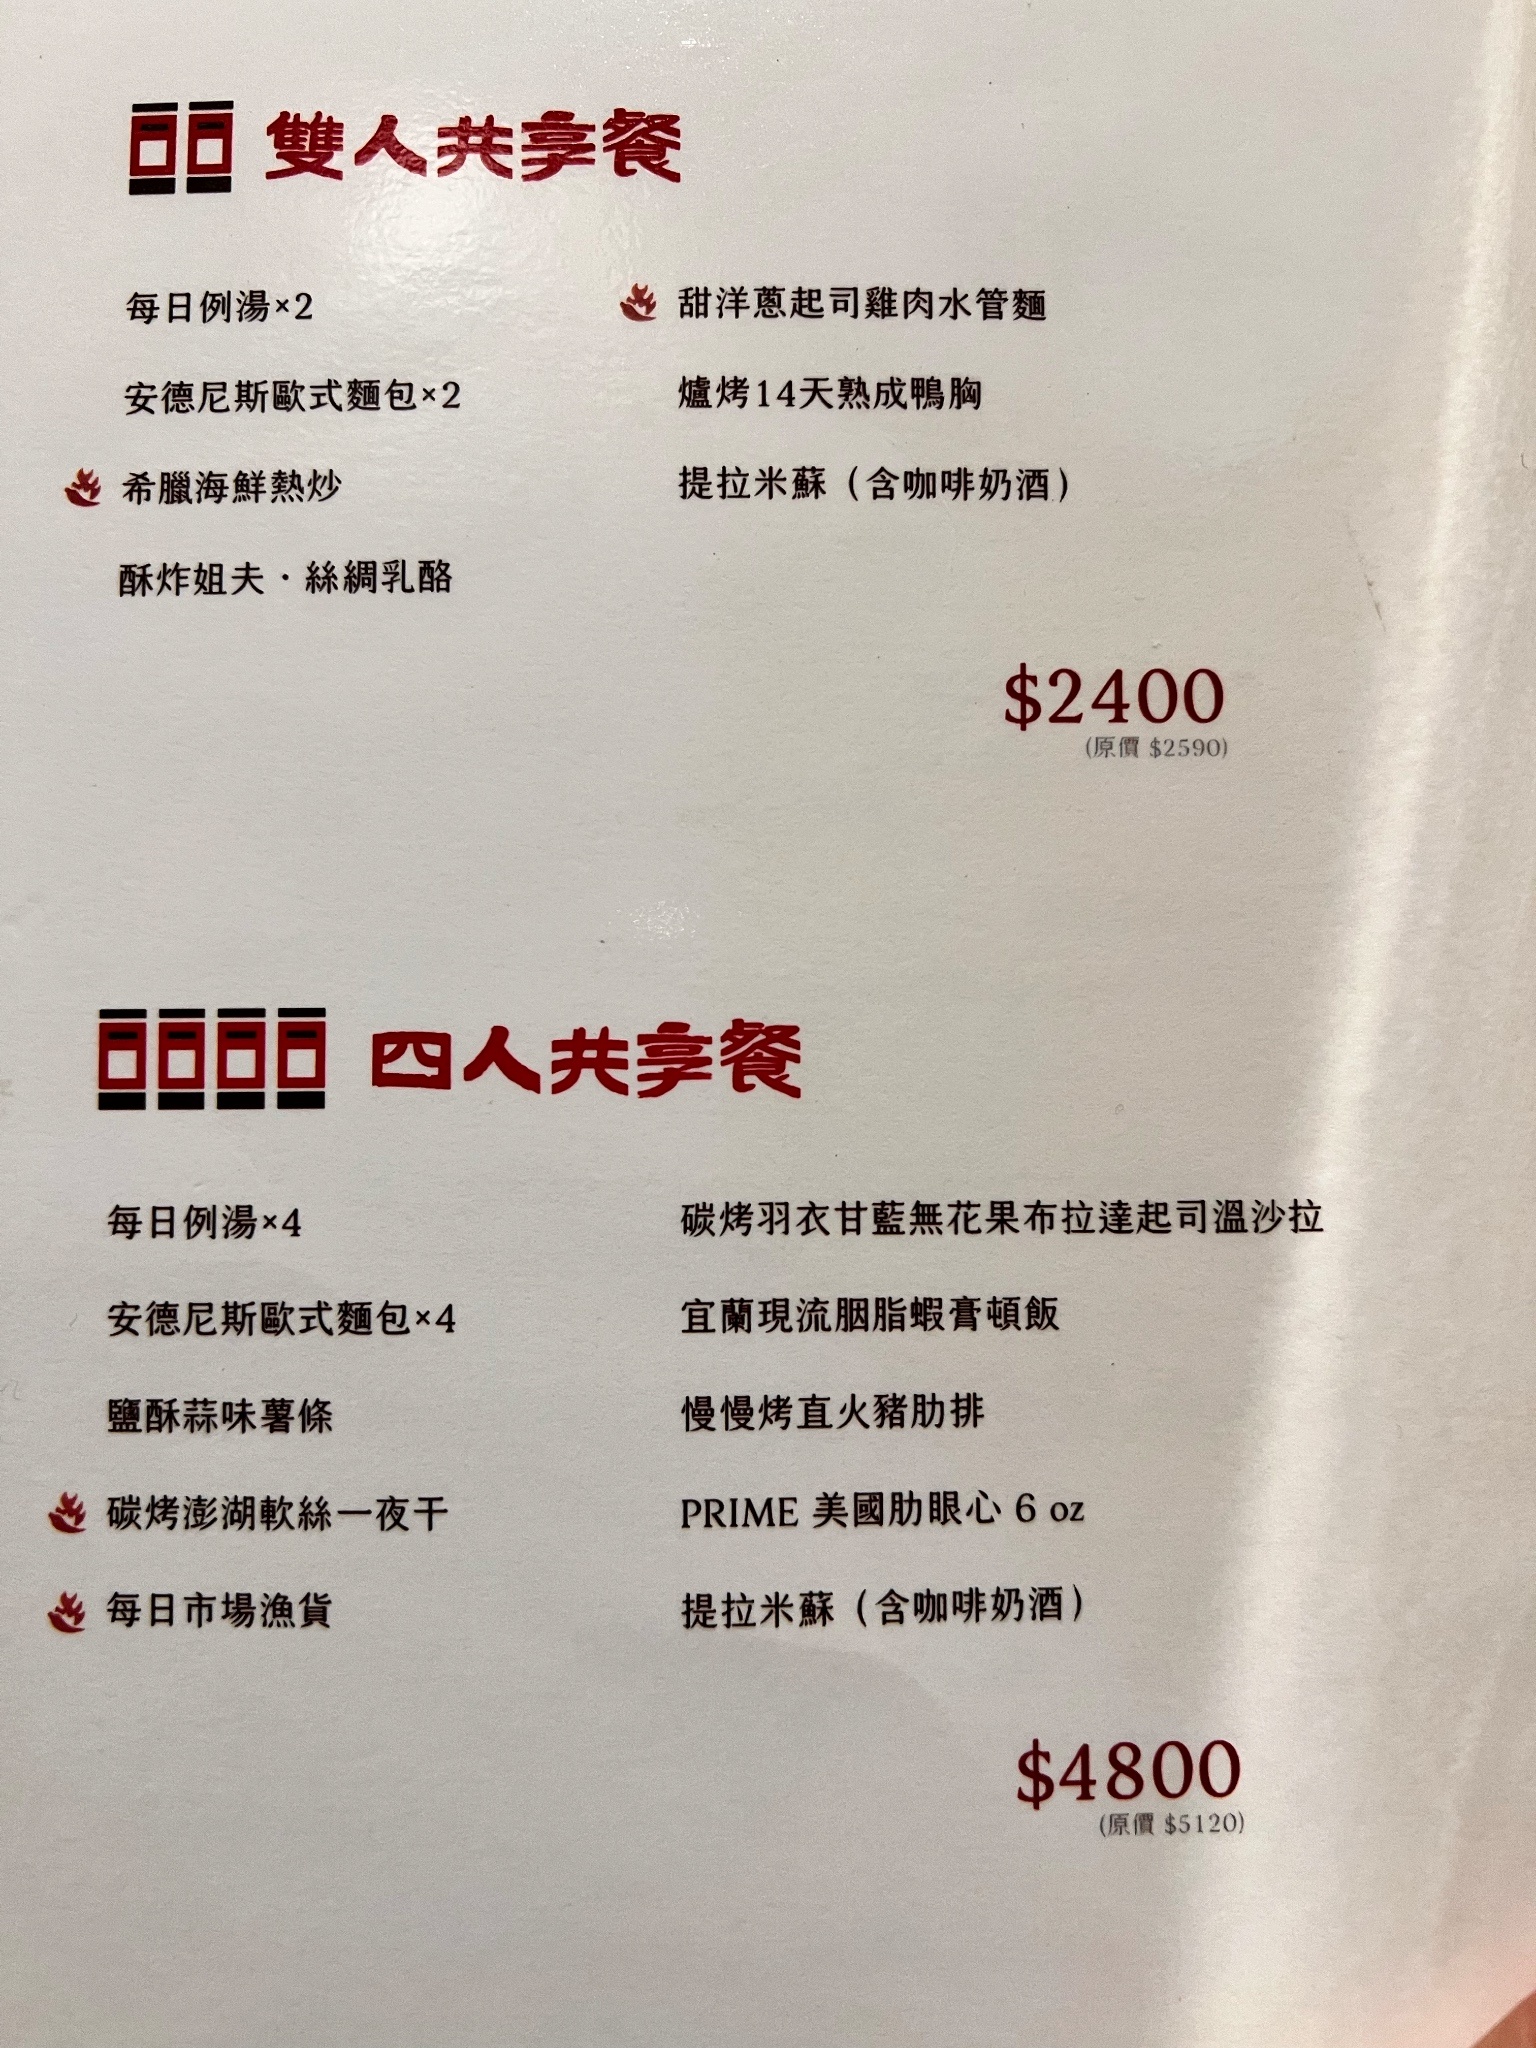 雙人共享餐
每日例湯×2
安德尼斯歐式麵包×2
希臘海鮮熱炒
酥炸姐夫・絲綢乳酪
甜洋蔥起司雞肉水管麵
爐烤14天熟成鴨胸
提拉米蘇（含咖啡奶酒）
$2400
(原價 $2590)
四人共享餐
每日例湯×4
安德尼斯歐式麵包×4
鹽酥蒜味薯條
碳烤澎湖軟絲一夜干
每日市場漁貨
碳烤羽衣甘藍無花果布拉達起司溫沙拉
宜蘭現流胭脂蝦膏頓飯
慢慢烤直火豬肋排
PRIME 美國肋眼心 6 oz
提拉米蘇（含咖啡奶酒）
$4800
(原價 $5120)